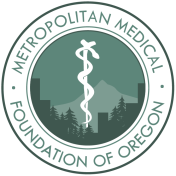 METROPOLITAN MEDICAL
FOUNDATION OF OREGON